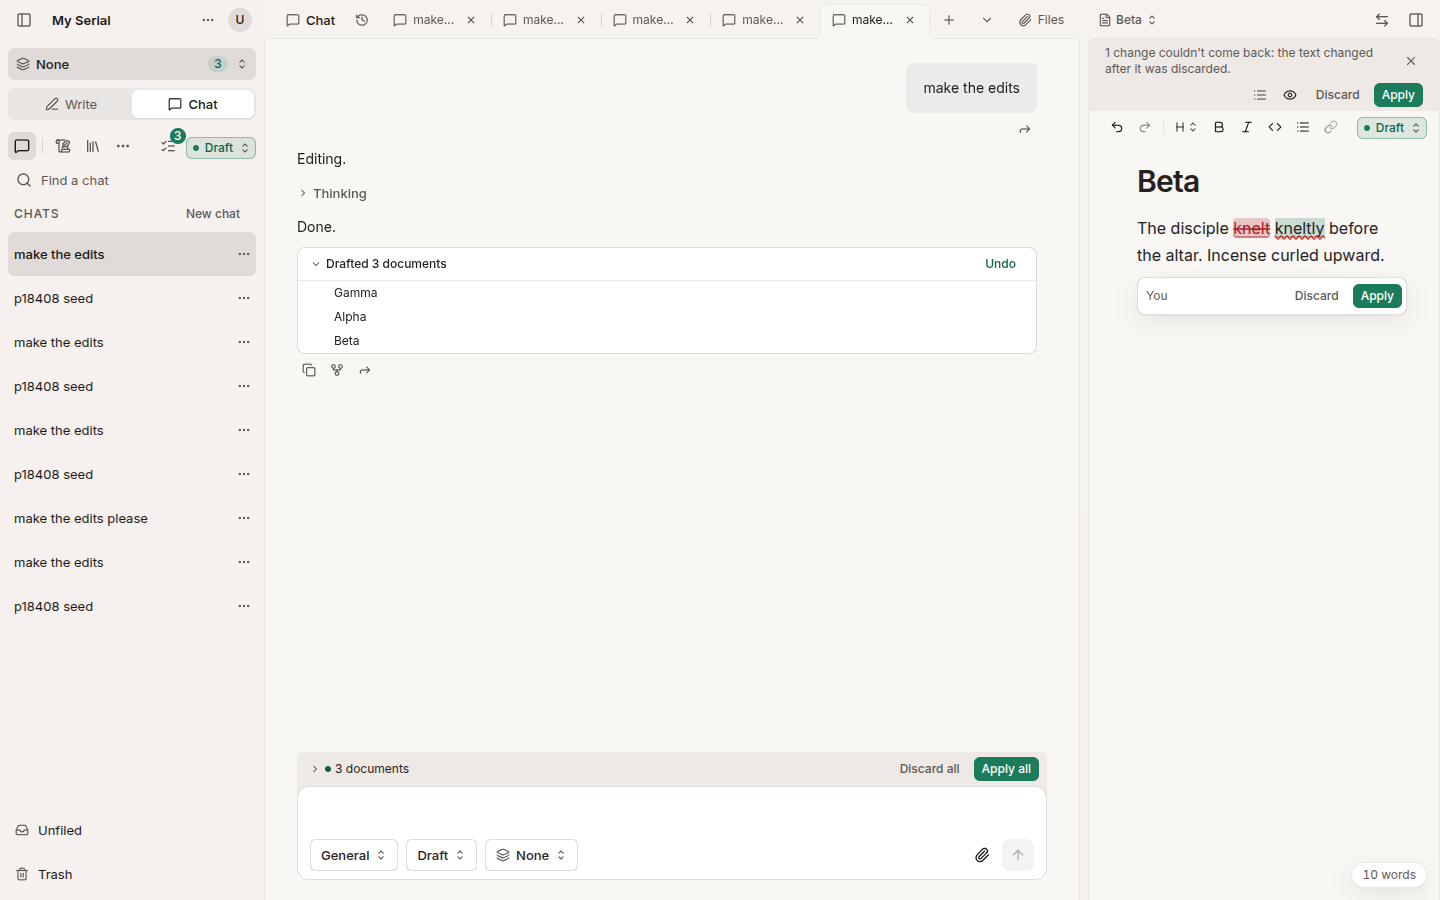 My Serial
U
None
3
Write
Chat
3
Draft
Find a chat
CHATS
New chat
make the edits
p18408 seed
make the edits
p18408 seed
make the edits
p18408 seed
make the edits please
make the edits
p18408 seed
Unfiled
Trash
Chat
make...
make...
make...
make...
make...
Files
make the edits
Editing.
Thinking
Done.
Drafted 3 documents
Undo
Gamma
Alpha
Beta
3 documents
Discard all
Apply all
General
Draft
None
Beta
1 change couldn't come back: the text changed
after it was discarded.
Discard
Apply
H
B
I
Draft
Beta
The disciple knelt kneltly before
the altar. Incense curled upward.
You
Discard
Apply
10 words